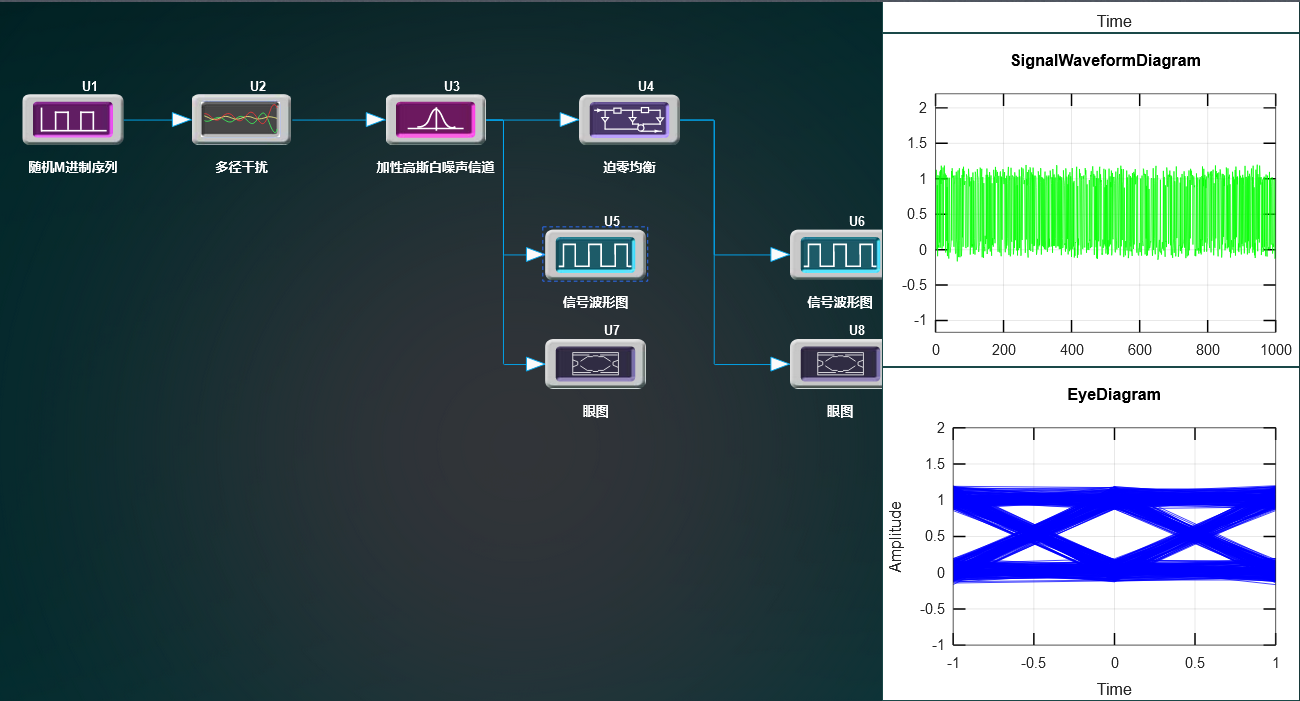 U1
U2
U3
U4
随机M进制序列
多径干扰
加性高斯白噪声信道
迫零均衡
U5
U6
信号波形图
信号波形图
U7
U8
眼图
眼图
Time
SignalWaveformDiagram
2
1.5
1
0.5
0
-0.5
-1
0
200
400
600
800
1000
EyeDiagram
Amplitude
2
1.5
1
0.5
0
-0.5
-1
-1
-0.5
0
0.5
1
Time